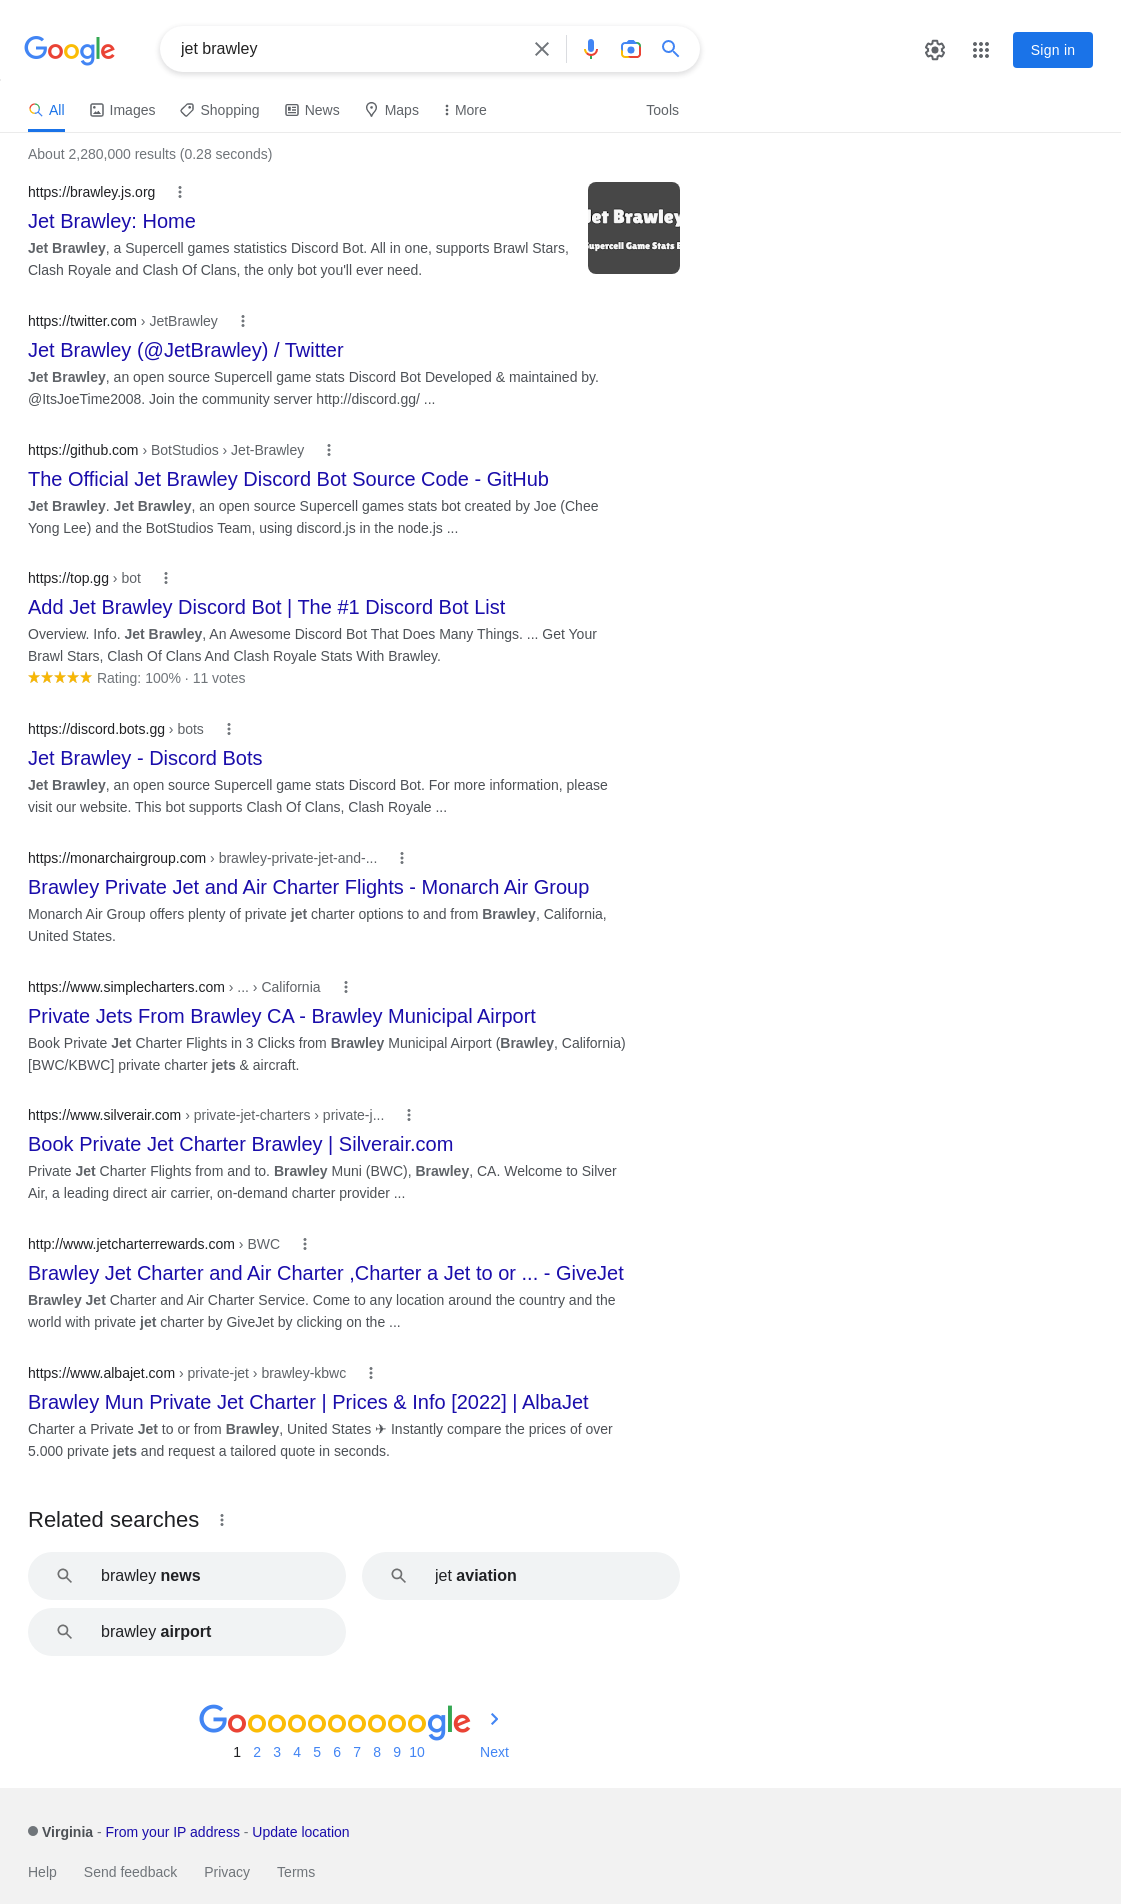 Google
jet brawley
Sign in
All
Images
Shopping
News
Maps
More
Tools
About 2,280,000 results (0.28 seconds)
https://brawley.js.org
Jet Brawley: Home
Jet Brawley, a Supercell games statistics Discord Bot. All in one, supports Brawl Stars,
Clash Royale and Clash Of Clans, the only bot you'll ever need.
Jet Brawley
Supercell Game Stats B
https://twitter.com › JetBrawley
Jet Brawley (@JetBrawley) / Twitter
Jet Brawley, an open source Supercell game stats Discord Bot Developed & maintained by.
@ItsJoeTime2008. Join the community server http://discord.gg/ ...
https://github.com › BotStudios › Jet-Brawley
The Official Jet Brawley Discord Bot Source Code - GitHub
Jet Brawley. Jet Brawley, an open source Supercell games stats bot created by Joe (Chee
Yong Lee) and the BotStudios Team, using discord.js in the node.js ...
https://top.gg › bot
Add Jet Brawley Discord Bot | The #1 Discord Bot List
Overview. Info. Jet Brawley, An Awesome Discord Bot That Does Many Things. ... Get Your
Brawl Stars, Clash Of Clans And Clash Royale Stats With Brawley.
Rating: 100% · 11 votes
https://discord.bots.gg › bots
Jet Brawley - Discord Bots
Jet Brawley, an open source Supercell game stats Discord Bot. For more information, please
visit our website. This bot supports Clash Of Clans, Clash Royale ...
https://monarchairgroup.com › brawley-private-jet-and-...
Brawley Private Jet and Air Charter Flights - Monarch Air Group
Monarch Air Group offers plenty of private jet charter options to and from Brawley, California,
United States.
https://www.simplecharters.com › ... › California
Private Jets From Brawley CA - Brawley Municipal Airport
Book Private Jet Charter Flights in 3 Clicks from Brawley Municipal Airport (Brawley, California)
[BWC/KBWC] private charter jets & aircraft.
https://www.silverair.com › private-jet-charters › private-j...
Book Private Jet Charter Brawley | Silverair.com
Private Jet Charter Flights from and to. Brawley Muni (BWC), Brawley, CA. Welcome to Silver
Air, a leading direct air carrier, on-demand charter provider ...
http://www.jetcharterrewards.com › BWC
Brawley Jet Charter and Air Charter ,Charter a Jet to or ... - GiveJet
Brawley Jet Charter and Air Charter Service. Come to any location around the country and the
world with private jet charter by GiveJet by clicking on the ...
https://www.albajet.com › private-jet › brawley-kbwc
Brawley Mun Private Jet Charter | Prices & Info [2022] | AlbaJet
Charter a Private Jet to or from Brawley, United States ✈ Instantly compare the prices of over
5.000 private jets and request a tailored quote in seconds.
Related searches
brawley news
jet aviation
brawley airport
Goooooooooogle
1 2 3 4 5 6 7 8 9 10 Next
Virginia - From your IP address - Update location
Help Send feedback Privacy Terms